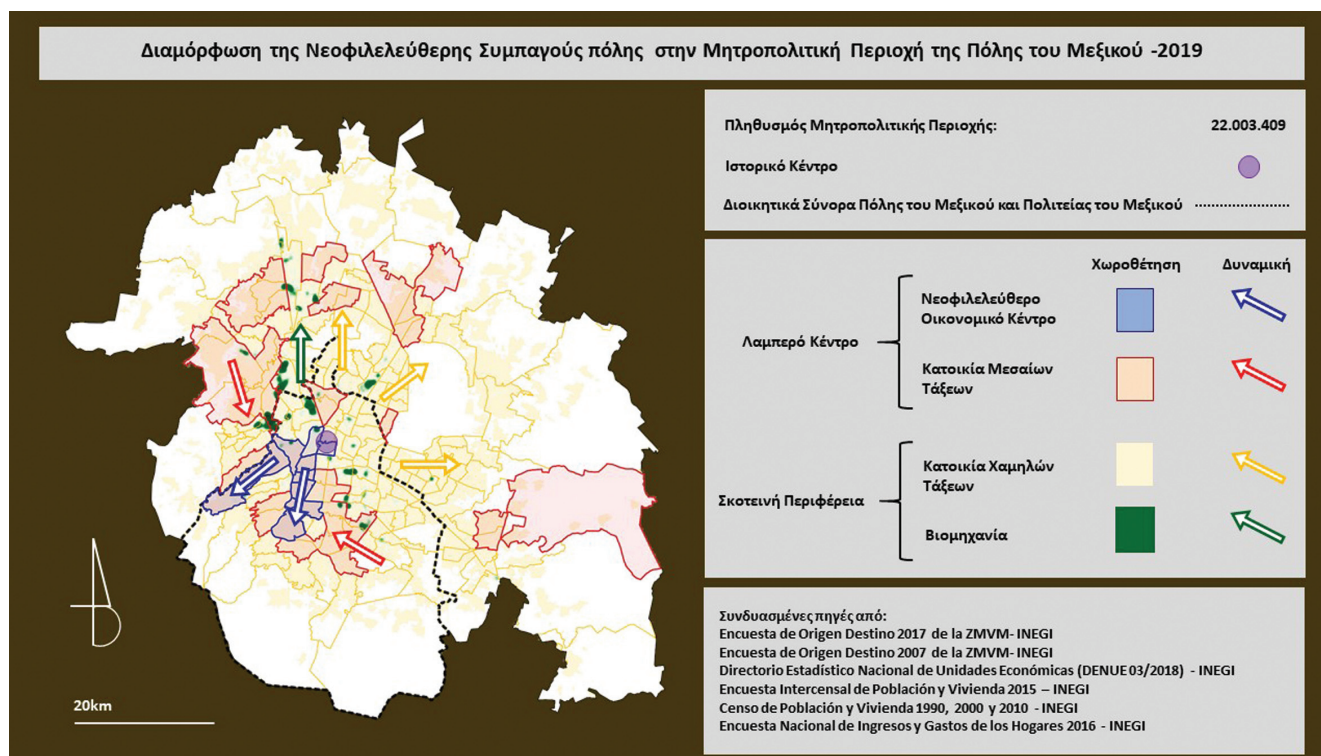 Διαμόρφωση της Νεοφιλελεύθερης Συμπαγούς πόλης στην Μητροπολιτική Περιοχή της Πόλης του Μεξικού -2019
Πληθυσμός Μητροπολιτικής Περιοχής: 22.003.409
Ιστορικό Κέντρο
Διοικητικά Σύνορα Πόλης του Μεξικού και Πολιτείας του Μεξικού
Χωροθέτηση Δυναμική
Λαμπερό Κέντρο
Νεοφιλελεύθερο
Οικονομικό Κέντρο
Κατοικία Μεσαίων
Τάξεων
Σκοτεινή Περιφέρεια
Κατοικία Χαμηλών
Τάξεων
Βιομηχανία
Συνδυασμένες πηγές από:
Encuesta de Origen Destino 2017 de la ZMVM- INEGI
Encuesta de Origen Destino 2007 de la ZMVM- INEGI
Directorio Estadístico Nacional de Unidades Económicas (DENUE 03/2018) - INEGI
Encuesta Intercensal de Población y Vivienda 2015 – INEGI
Censo de Población y Vivienda 1990, 2000 y 2010 - INEGI
Encuesta Nacional de Ingresos y Gastos de los Hogares 2016 - INEGI
20km